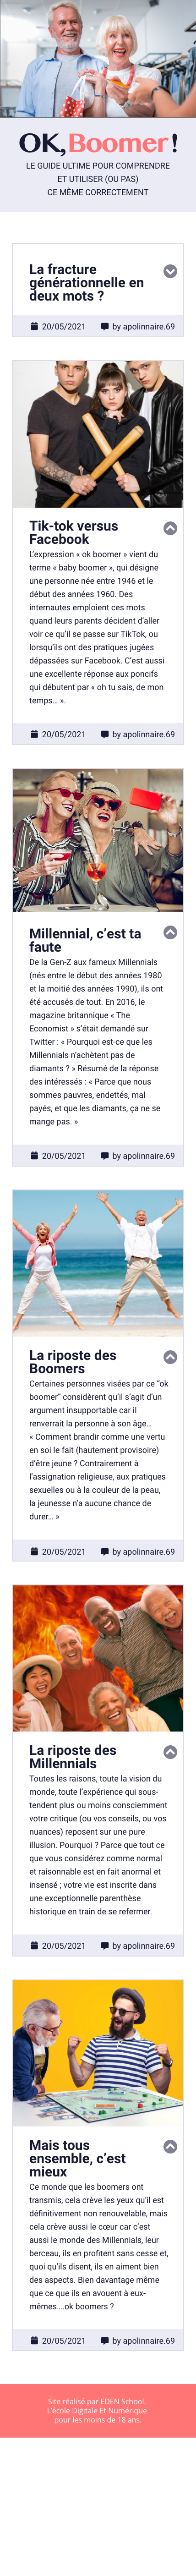 OK, Boomer !
LE GUIDE ULTIME POUR COMPRENDRE
ET UTILISER (OU PAS)
CE MÈME CORRECTEMENT
La fracture
générationnelle en
deux mots ?
20/05/2021 by apolinnaire.69
Tik-tok versus
Facebook
L’expression « ok boomer » vient du
terme « baby boomer », qui désigne
une personne née entre 1946 et le
début des années 1960. Des
internautes emploient ces mots
quand leurs parents décident d’aller
voir ce qu’il se passe sur TikTok, ou
lorsqu’ils ont des pratiques jugées
dépassées sur Facebook. C’est aussi
une excellente réponse aux poncifs
qui débutent par « oh tu sais, de mon
temps… ».
20/05/2021 by apolinnaire.69
Millennial, c’est ta
faute
De la Gen-Z aux fameux Millennials
(nés entre le début des années 1980
et la moitié des années 1990), ils ont
été accusés de tout. En 2016, le
magazine britannique « The
Economist » s’était demandé sur
Twitter : « Pourquoi est-ce que les
Millennials n’achètent pas de
diamants ? » Résumé de la réponse
des intéressés : « Parce que nous
sommes pauvres, endettés, mal
payés, et que les diamants, ça ne se
mange pas. »
20/05/2021 by apolinnaire.69
La riposte des
Boomers
Certaines personnes visées par ce “ok
boomer” considèrent qu’il s’agit d’un
argument insupportable car il
renverrait la personne à son âge…
« Comment brandir comme une vertu
en soi le fait (hautement provisoire)
d’être jeune ? Contrairement à
l’assignation religieuse, aux pratiques
sexuelles ou à la couleur de la peau,
la jeunesse n’a aucune chance de
durer… »
20/05/2021 by apolinnaire.69
La riposte des
Millennials
Toutes les raisons, toute la vision du
monde, toute l’expérience qui sous-
tendent plus ou moins consciemment
votre critique (ou vos conseils, ou vos
nuances) reposent sur une pure
illusion. Pourquoi ? Parce que tout ce
que vous considérez comme normal
et raisonnable est en fait anormal et
insensé ; votre vie est inscrite dans
une exceptionnelle parenthèse
historique en train de se refermer.
20/05/2021 by apolinnaire.69
Mais tous
ensemble, c’est
mieux
Ce monde que les boomers ont
transmis, cela crève les yeux qu’il est
définitivement non renouvelable, mais
cela crève aussi le cœur car c’est
aussi le monde des Millennials, leur
berceau, ils en profitent sans cesse et,
quoi qu’ils disent, ils en aiment bien
des aspects. Bien davantage même
que ce que ils en avouent à eux-
mêmes….ok boomers ?
20/05/2021 by apolinnaire.69
Site réalisé par EDEN School.
L’école Digitale Et Numérique
pour les moins de 18 ans.